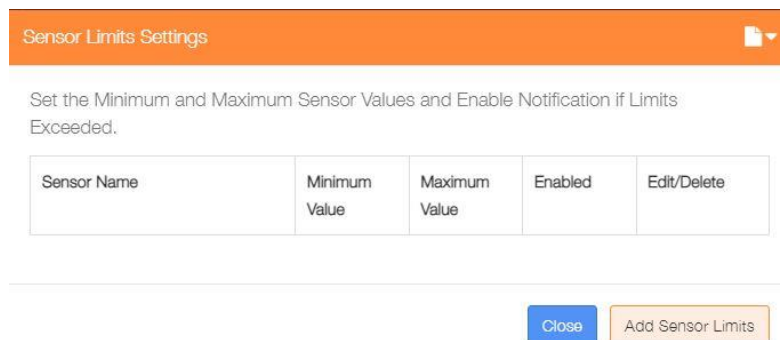 Sensor Limits Settings
Set the Minimum and Maximum Sensor Values and Enable Notification if Limits
Exceeded.
Sensor Name Minimum Value Maximum Value Enabled Edit/Delete
Close Add Sensor Limits